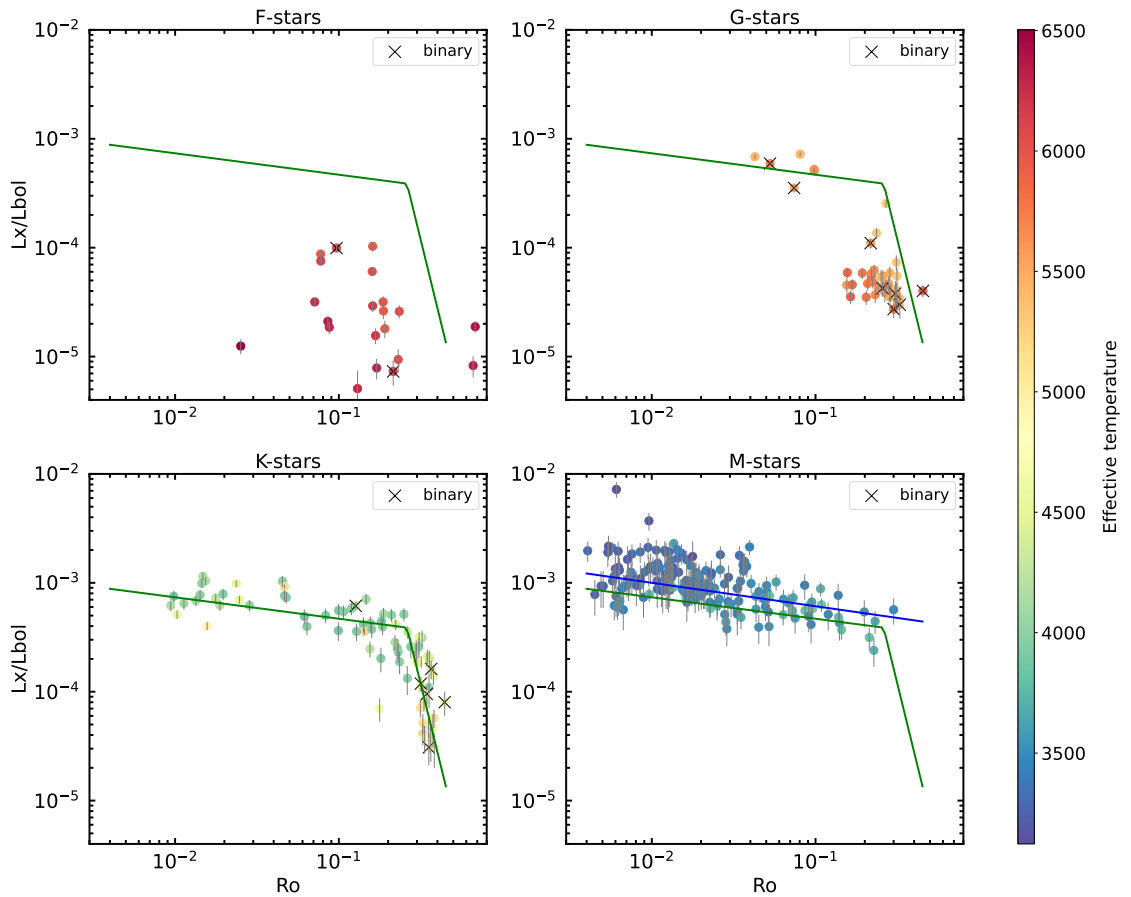 F-stars
G-stars
10⁻²
10⁻³
10⁻⁴
10⁻⁵
Lx/Lbol
binary
10⁻²
10⁻¹
10⁻²
10⁻³
10⁻⁴
10⁻⁵
binary
10⁻²
10⁻¹
K-stars
M-stars
10⁻²
10⁻³
10⁻⁴
10⁻⁵
Lx/Lbol
binary
10⁻²
10⁻¹
Ro
10⁻²
10⁻³
10⁻⁴
10⁻⁵
binary
10⁻²
10⁻¹
Ro
6500
6000
5500
5000
4500
4000
3500
Effective temperature